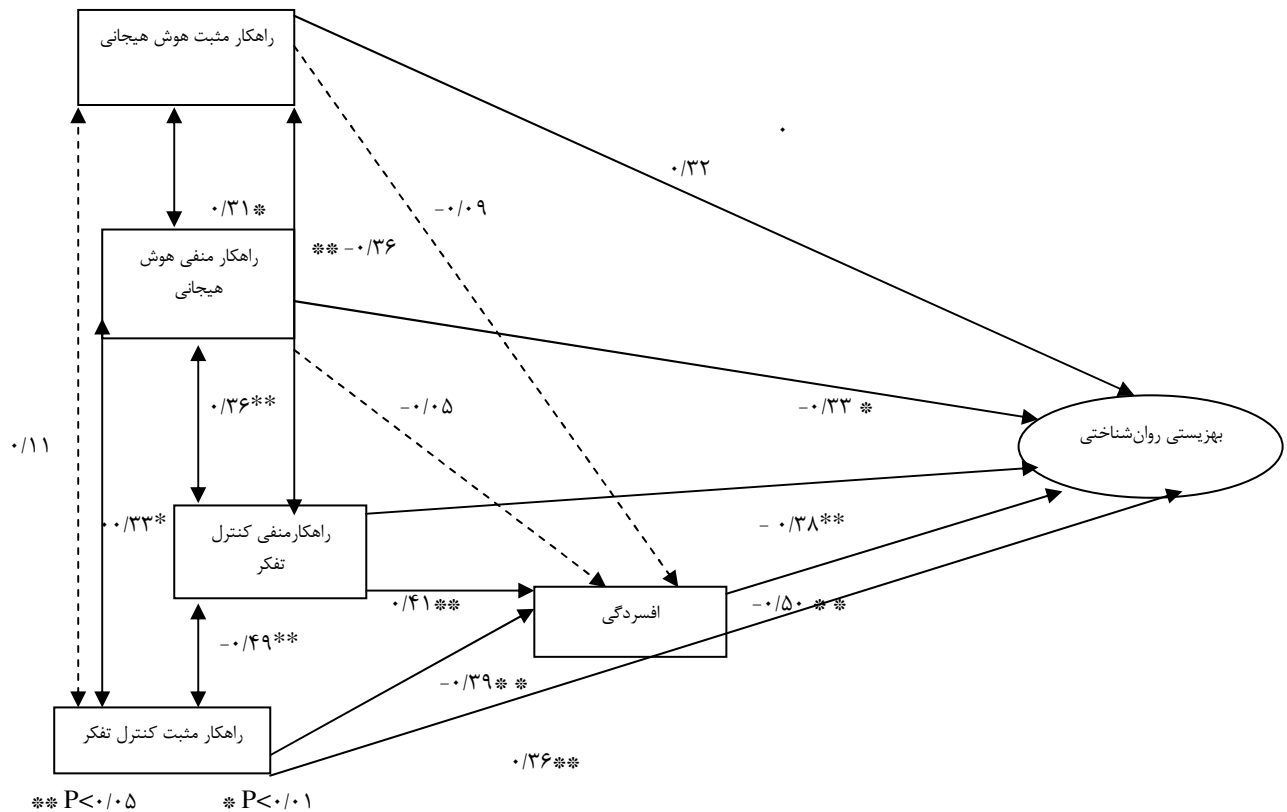 راهکار مثبت هوش هیجانی
۰/۳۲
۰/۳۱*
-۰/۰۹
** -۰/۳۶
راهکار منفی هوش
هیجانی
۰/۳۶**
-۰/۰۵
-۰/۳۳ *
بهزیستی روان‌شناختی
۰/۱۱
۰/۳۳*
راهکارمنفی کنترل
تفکر
- ۰/۳۸**
۰/۴۱**
افسردگی
-۰/۵۰ * *
-۰/۴۹**
-۰/۳۹* *
راهکار مثبت کنترل تفکر
۰/۳۶**
** P<۰/۰۵
* P<۰/۰۱